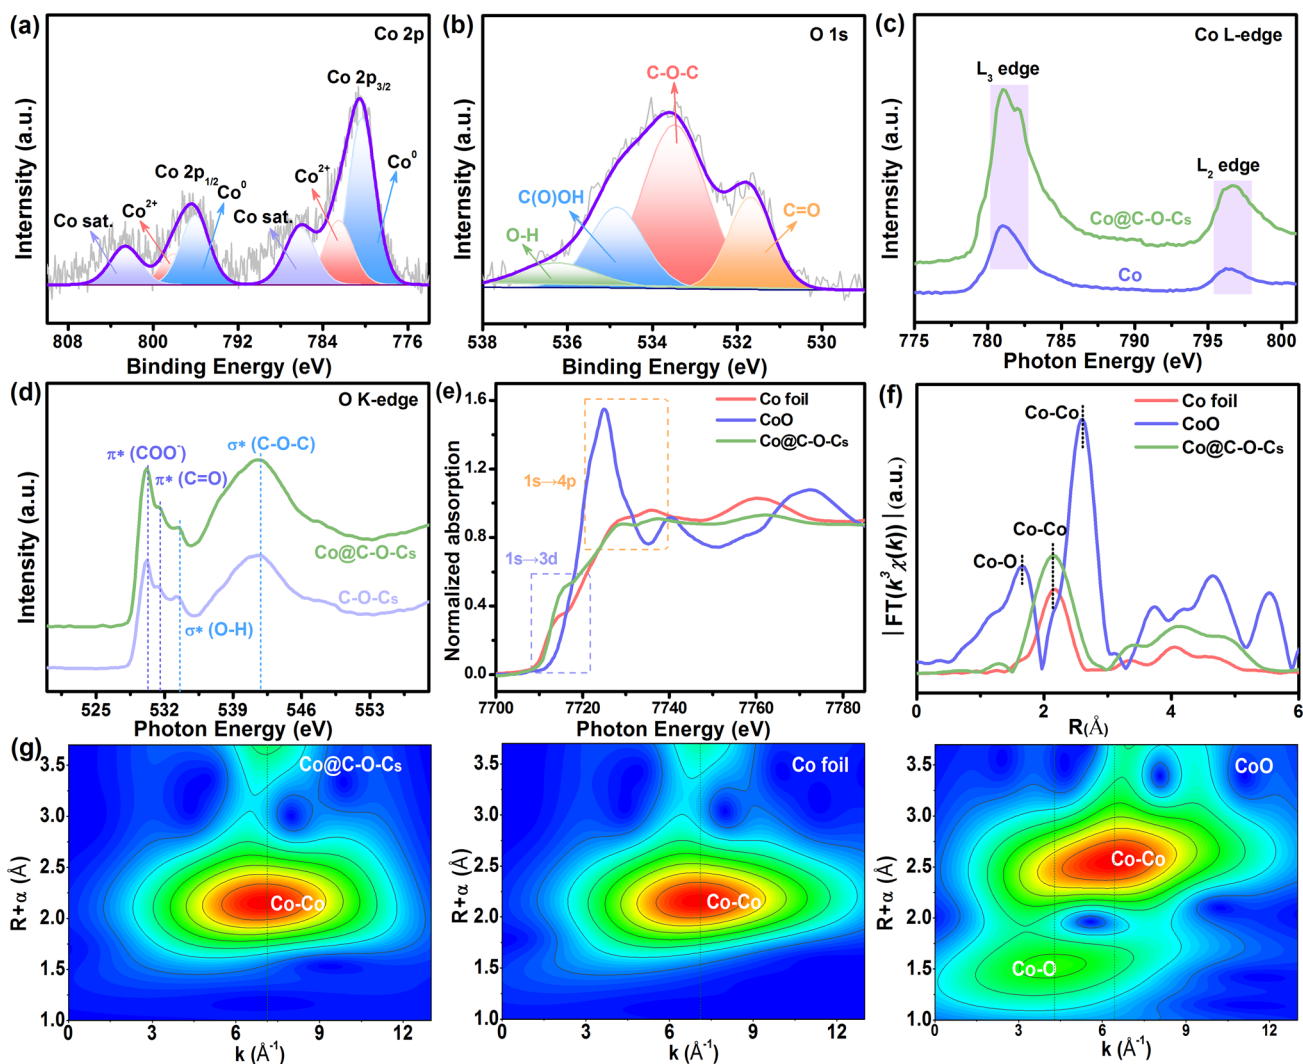 (a)
Co 2p
Co 2p3/2
Co 2p1/2
Co0
Co2+
Co0
Co2+
Co sat.
Co sat.
Internsity (a.u.)
808 800 792 784 776
Binding Energy (eV)
(b)
O 1s
C-O-C
C(O)OH
O-H
C=O
Internsity (a.u.)
538 536 534 532 530
Binding Energy (eV)
(c)
Co L-edge
L3 edge
L2 edge
Co@C-O-Cs
Co
Internsity (a.u.)
775 780 785 790 795 800
Photon Energy (eV)
(d)
O K-edge
π* (COO-)
σ* (C-O-C)
π* (C=O)
Co@C-O-Cs
C-O-Cs
σ* (O-H)
Intensity (a.u.)
525 532 539 546 553
Photon Energy (eV)
(e)
Co foil
CoO
Co@C-O-Cs
1s→4p
1s→3d
Normalized absorption
1.6
1.2
0.8
0.4
0.0
7700 7720 7740 7760 7780
Photon Energy (eV)
(f)
Co foil
CoO
Co@C-O-Cs
Co-Co
Co-Co
Co-O
|FT(k3χ(k))| (a.u.)
0 2 4 6
R(Å)
(g)
Co@C-O-Cs
Co-Co
R+α (Å)
3.5
3.0
2.5
2.0
1.5
1.0
0 3 6 9 12
k (Å-1)
Co foil
Co-Co
R+α (Å)
3.5
3.0
2.5
2.0
1.5
1.0
0 3 6 9 12
k (Å-1)
CoO
Co-Co
Co-O
R+α (Å)
3.5
3.0
2.5
2.0
1.5
1.0
0 3 6 9 12
k (Å-1)